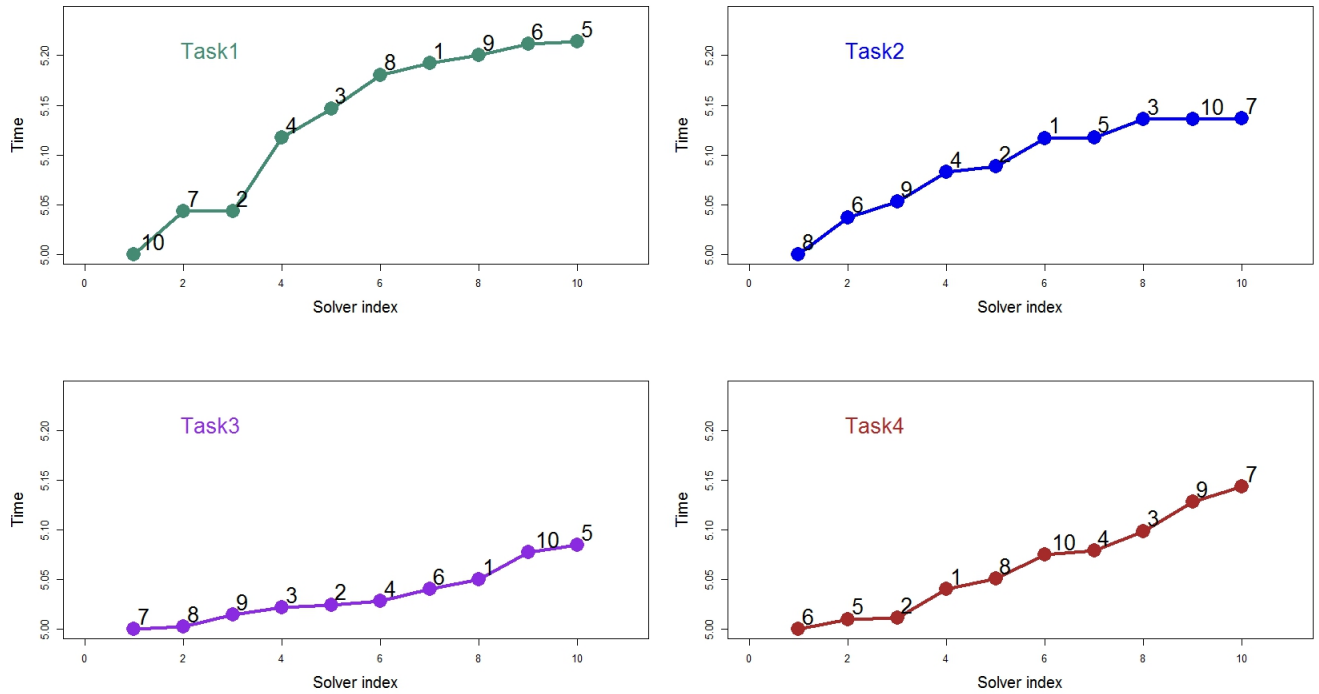 Task1
Time
5.00 5.05 5.10 5.15 5.20
10 7 2 4 3 8 1 9 6 5
0 2 4 6 8 10
Solver index
Task2
Time
5.00 5.05 5.10 5.15 5.20
8 6 9 4 2 1 5 3 10 7
0 2 4 6 8 10
Solver index
Task3
Time
5.00 5.05 5.10 5.15 5.20
7 8 9 3 2 4 6 1 10 5
0 2 4 6 8 10
Solver index
Task4
Time
5.00 5.05 5.10 5.15 5.20
6 5 2 1 8 10 4 3 9 7
0 2 4 6 8 10
Solver index